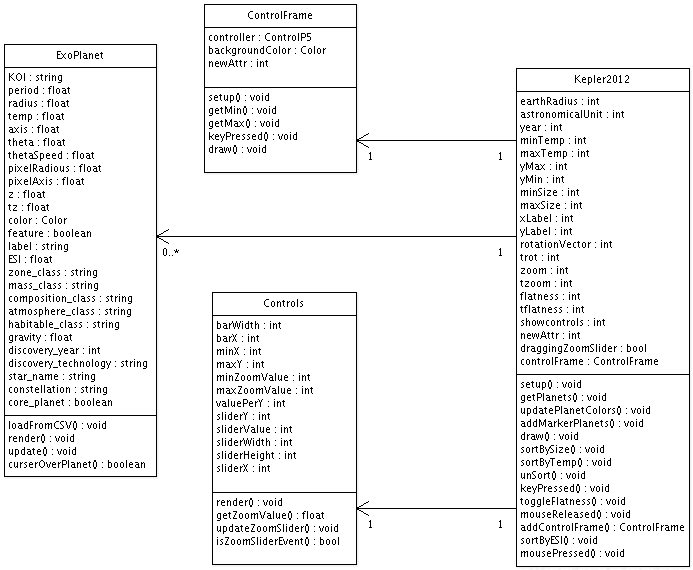 ExoPlanet
KOI : string
period : float
radius : float
temp : float
axis : float
theta : float
thetaSpeed : float
pixelRadious : float
pixelAxis : float
z : float
tz : float
color : Color
feature : boolean
label : string
ESI : float
zone_class : string
mass_class : string
composition_class : string
atmosphere_class : string
habitable_class : string
gravity : float
discovery_year : int
discovery_technology : string
star_name : string
constellation : string
core_planet : boolean
loadFromCSV() : void
render() : void
update() : void
curserOverPlanet() : boolean
ControlFrame
controller : ControlP5
backgroundColor : Color
newAttr : int
setup() : void
getMin() : void
getMax() : void
keyPressed() : void
draw() : void
1
1
0..*
1
Controls
barWidth : int
barX : int
minX : int
maxY : int
minZoomValue : int
maxZoomValue : int
valuePerY : int
sliderY : int
sliderValue : int
sliderWidth : int
sliderHeight : int
sliderX : int
render() : void
getZoomValue() : float
updateZoomSlider() : void
isZoomSliderEvent() : bool
1
1
Kepler2012
earthRadius : int
astronomicalUnit : int
year : int
minTemp : int
maxTemp : int
yMax : int
yMin : int
minSize : int
maxSize : int
xLabel : int
yLabel : int
rotationVector : int
trot : int
zoom : int
tzoom : int
flatness : int
tflatness : int
showcontrols : int
newAttr : int
draggingZoomSlider : bool
controlFrame : ControlFrame
setup() : void
getPlanets() : void
updatePlanetColors() : void
addMarkerPlanets() : void
draw() : void
sortBySize() : void
sortByTemp() : void
unSort() : void
keyPressed() : void
toggleFlatness() : void
mouseReleased() : void
addControlFrame() : ControlFrame
sortByESI() : void
mousePressed() : void